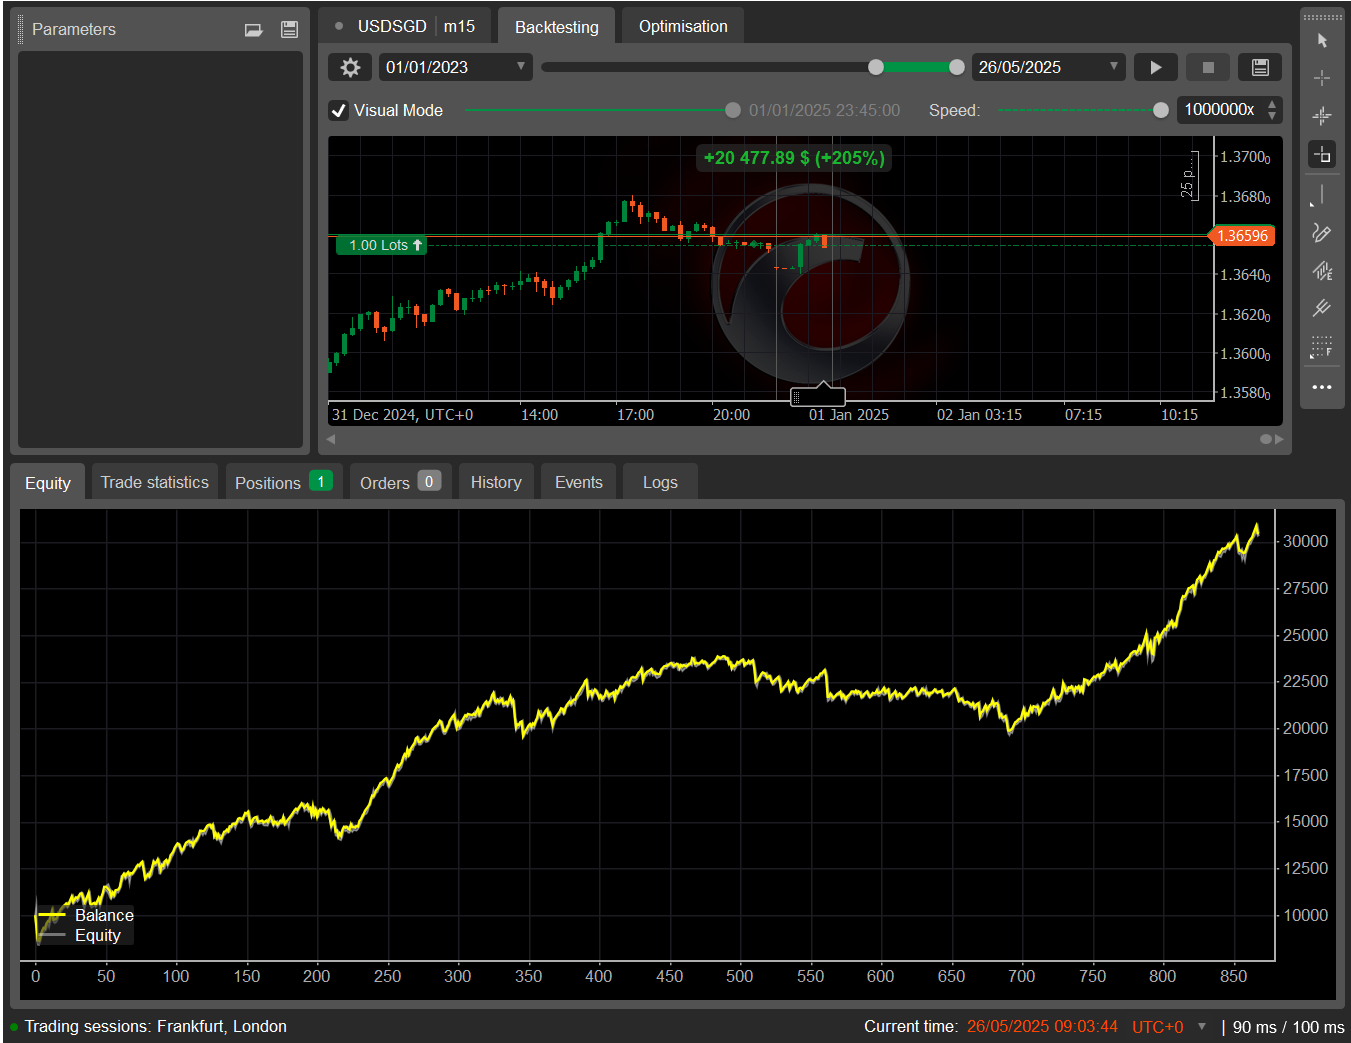 Parameters
USDSGD m15
Backtesting
Optimisation
01/01/2023
26/05/2025
Visual Mode
01/01/2025 23:45:00
Speed:
1000000x
+20 477.89 $ (+205%)
25 p...
1.37000
1.36800
1.00 Lots
1.36596
1.36400
1.36200
1.36000
1.35800
31 Dec 2024, UTC+0
14:00
17:00
20:00
01 Jan 2025
02 Jan 03:15
07:15
10:15
Equity
Trade statistics
Positions 1
Orders 0
History
Events
Logs
30000
27500
25000
22500
20000
17500
15000
12500
10000
Balance
Equity
0 50 100 150 200 250 300 350 400 450 500 550 600 650 700 750 800 850
Trading sessions: Frankfurt, London
Current time: 26/05/2025 09:03:44 UTC+0 | 90 ms / 100 ms